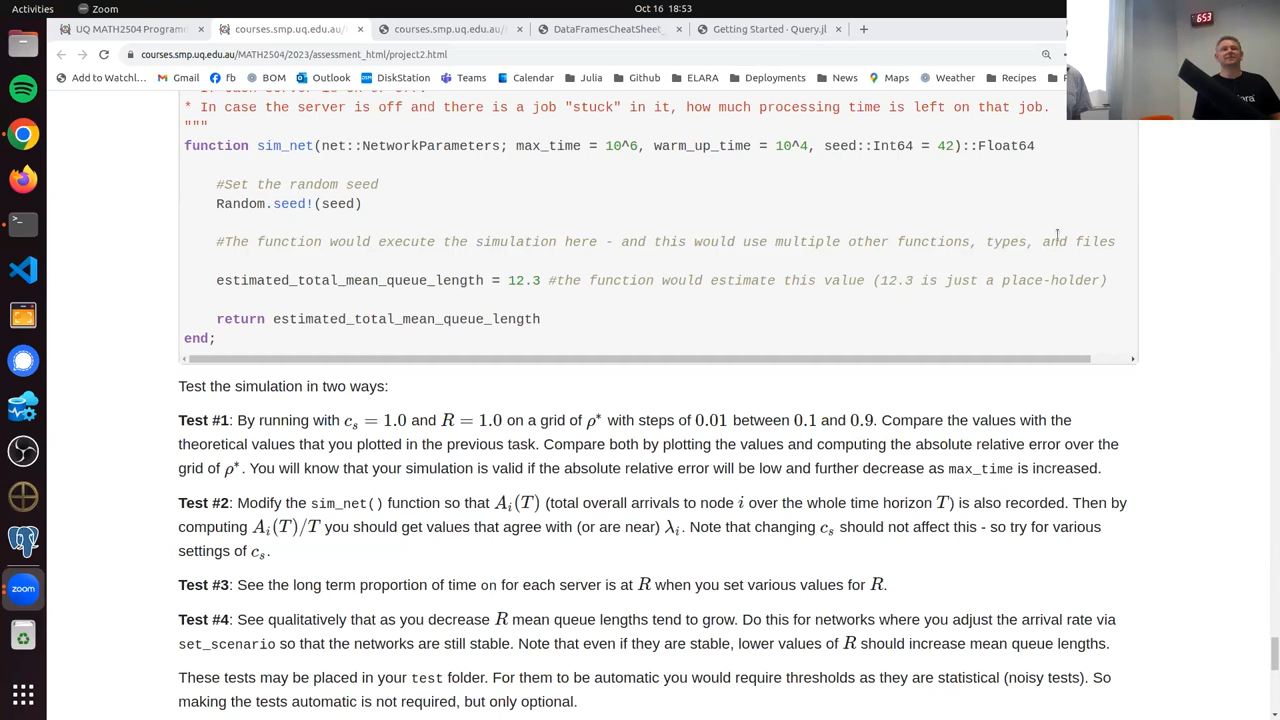 Activities
Zoom
Oct 16 18:53
UQ MATH2504 Programm
courses.smp.uq.edu.au/
courses.smp.uq.edu.au/
DataFramesCheatSheet_
Getting Started · Query.jl
courses.smp.uq.edu.au/MATH2504/2023/assessment_html/project2.html
Add to Watchl...
Gmail
fb
BOM
Outlook
DiskStation
Teams
Calendar
Julia
Github
ELARA
Deployments
News
Maps
Weather
Recipes
653
* In case the server is off and there is a job "stuck" in it, how much processing time is left on that job.
"""
function sim_net(net::NetworkParameters; max_time = 10^6, warm_up_time = 10^4, seed::Int64 = 42)::Float64
#Set the random seed
Random.seed!(seed)
#The function would execute the simulation here - and this would use multiple other functions, types, and files
estimated_total_mean_queue_length = 12.3 #the function would estimate this value (12.3 is just a place-holder)
return estimated_total_mean_queue_length
end;
Test the simulation in two ways:
Test #1: By running with c_s = 1.0 and R = 1.0 on a grid of ρ* with steps of 0.01 between 0.1 and 0.9. Compare the values with the
theoretical values that you plotted in the previous task. Compare both by plotting the values and computing the absolute relative error over the
grid of ρ*. You will know that your simulation is valid if the absolute relative error will be low and further decrease as max_time is increased.
Test #2: Modify the sim_net() function so that A_i(T) (total overall arrivals to node i over the whole time horizon T) is also recorded. Then by
computing A_i(T)/T you should get values that agree with (or are near) λ_i. Note that changing c_s should not affect this - so try for various
settings of c_s.
Test #3: See the long term proportion of time on for each server is at R when you set various values for R.
Test #4: See qualitatively that as you decrease R mean queue lengths tend to grow. Do this for networks where you adjust the arrival rate via
set_scenario so that the networks are still stable. Note that even if they are stable, lower values of R should increase mean queue lengths.
These tests may be placed in your test folder. For them to be automatic you would require thresholds as they are statistical (noisy tests). So
making the tests automatic is not required, but only optional.